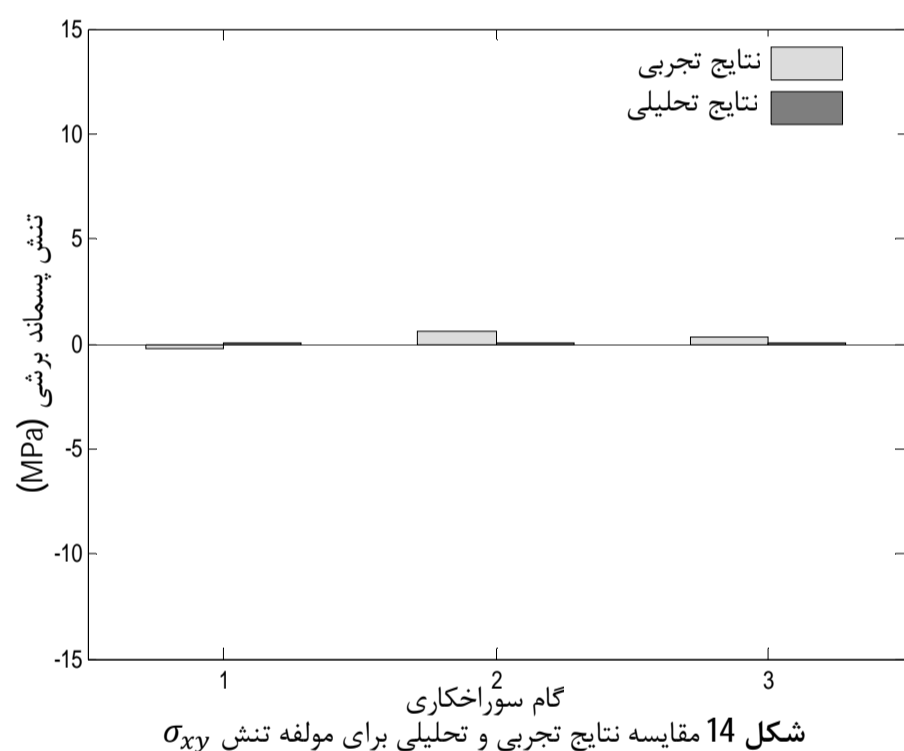 15
10
5
0
-5
-10
-15
نتایج تجربی
نتایج تحلیلی
تنش پسماند برشی (MPa)
1
2
3
گام سوراخکاری
شکل 14 مقایسه نتایج تجربی و تحلیلی برای مولفه تنش σxy